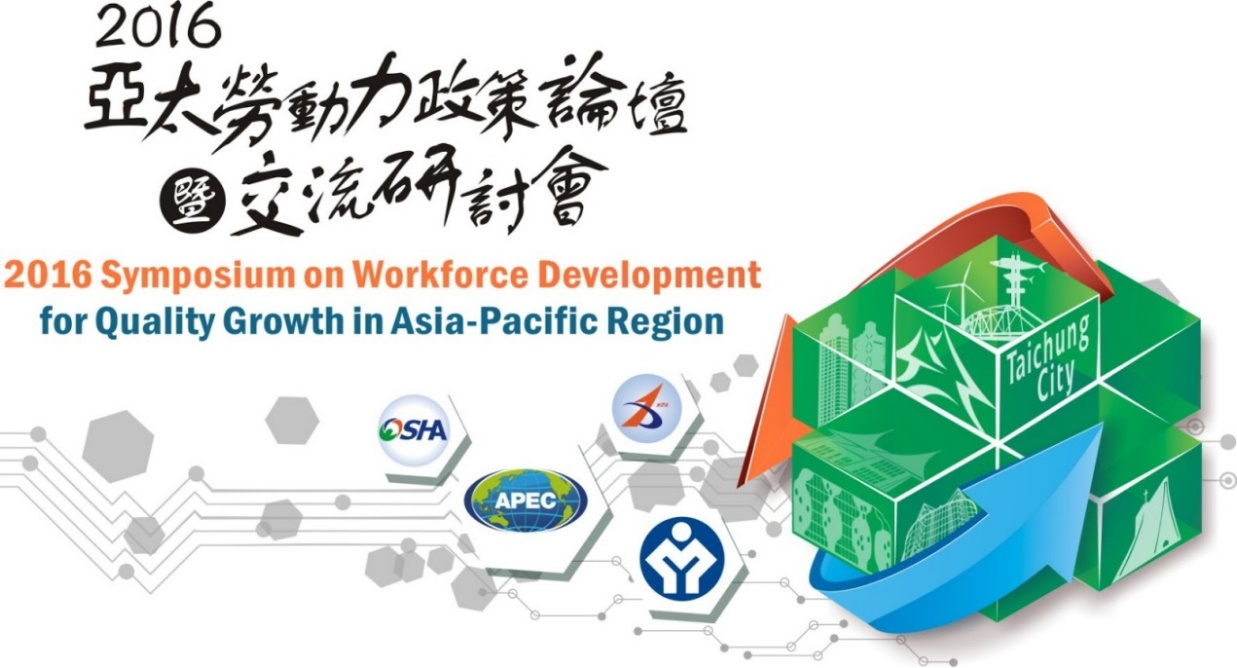 2016
亞太勞動力政策論壇
暨交流研討會
2016 Symposium on Workforce Development
for Quality Growth in Asia-Pacific Region
OSHA
APEC
Taichung
City